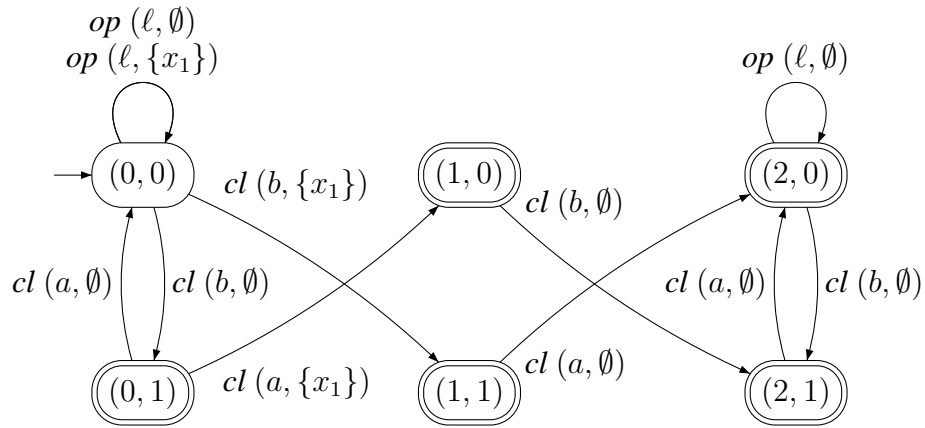 op (ℓ, ∅)
op (ℓ, {x₁})
op (ℓ, ∅)
(0, 0)
(1, 0)
(2, 0)
cl (b, {x₁})
cl (b, ∅)
cl (a, ∅)
cl (b, ∅)
cl (a, ∅)
cl (b, ∅)
cl (a, {x₁})
cl (a, ∅)
(0, 1)
(1, 1)
(2, 1)